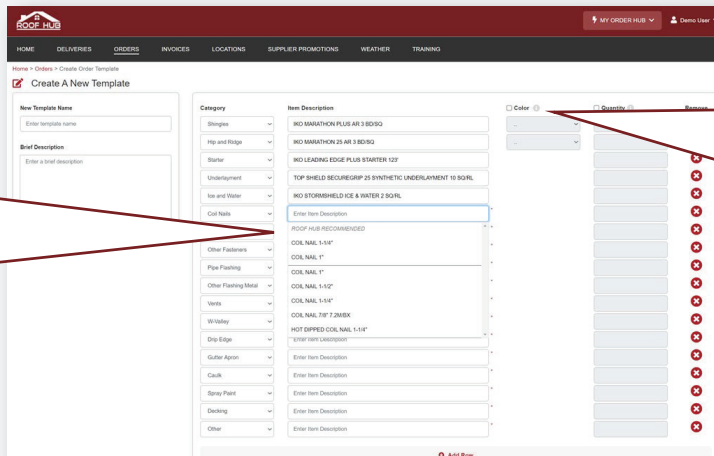 ROOF HUB
MY ORDER HUB
Demo User
HOME DELIVERIES ORDERS INVOICES LOCATIONS SUPPLIER PROMOTIONS WEATHER TRAINING
Home > Orders > Create Order Template
Create A New Template
New Template Name
Enter template name
Brief Description
Enter a brief description
Category Item Description Color Quantity Remove
Shingles IKO MARATHON PLUS AR 3 BD/SQ ..
Hip and Ridge IKO MARATHON 25 AR 3 BD/SQ ..
Starter IKO LEADING EDGE PLUS STARTER 123'
Underlayment TOP SHIELD SECUREGRIP 25 SYNTHETIC UNDERLAYMENT 10 SQ/RL
Ice and Water IKO STORMSHIELD ICE & WATER 2 SQ/RL
Coil Nails Enter Item Description *
ROOF HUB RECOMMENDED
Other Fasteners COIL NAIL 1-1/4"
COIL NAIL 1"
Pipe Flashing COIL NAIL 1"
Other Flashing Metal COIL NAIL 1-1/2"
Vents COIL NAIL 1-1/4"
COIL NAIL 7/8" 7.2M/BX
W-Valley HOT DIPPED COIL NAIL 1-1/4"
Drip Edge Enter Item Description *
Gutter Apron Enter Item Description *
Caulk Enter Item Description *
Spray Paint Enter Item Description *
Decking Enter Item Description *
Other Enter Item Description *
Add Row